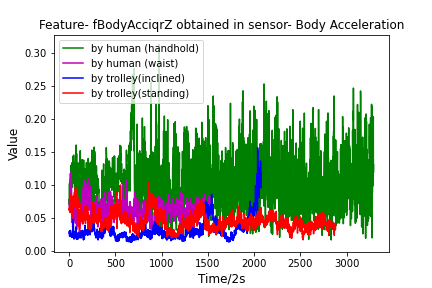 Feature- fBodyAcciqrZ obtained in sensor- Body Acceleration
by human (handhold)
by human (waist)
by trolley(inclined)
by trolley(standing)
0.30
0.25
0.20
0.15
0.10
0.05
0.00
Value
0 500 1000 1500 2000 2500 3000
Time/2s